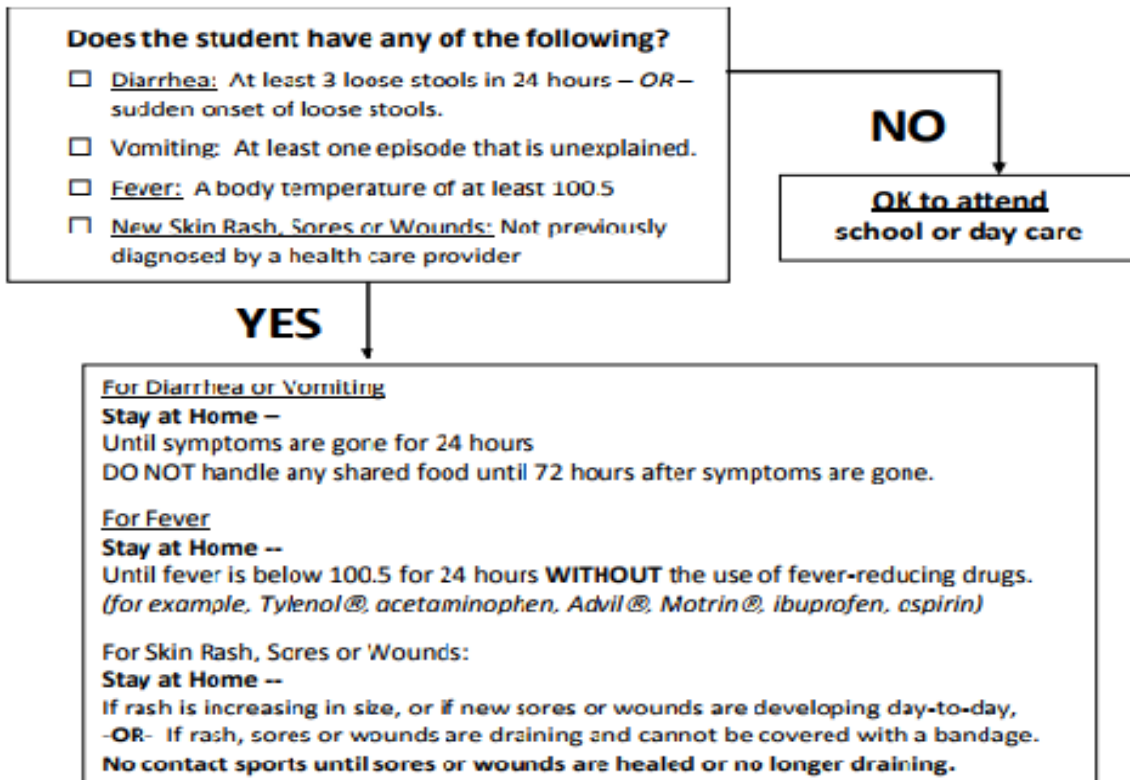 Does the student have any of the following?
☐ Diarrhea: At least 3 loose stools in 24 hours – OR –
sudden onset of loose stools.
☐ Vomiting: At least one episode that is unexplained.
☐ Fever: A body temperature of at least 100.5
☐ New Skin Rash, Sores or Wounds: Not previously
diagnosed by a health care provider
NO
OK to attend
school or day care
YES
For Diarrhea or Vomiting
Stay at Home –
Until symptoms are gone for 24 hours
DO NOT handle any shared food until 72 hours after symptoms are gone.
For Fever
Stay at Home --
Until fever is below 100.5 for 24 hours WITHOUT the use of fever-reducing drugs.
(for example, Tylenol®, acetaminophen, Advil®, Motrin®, ibuprofen, aspirin)
For Skin Rash, Sores or Wounds:
Stay at Home --
If rash is increasing in size, or if new sores or wounds are developing day-to-day,
-OR- If rash, sores or wounds are draining and cannot be covered with a bandage.
No contact sports until sores or wounds are healed or no longer draining.